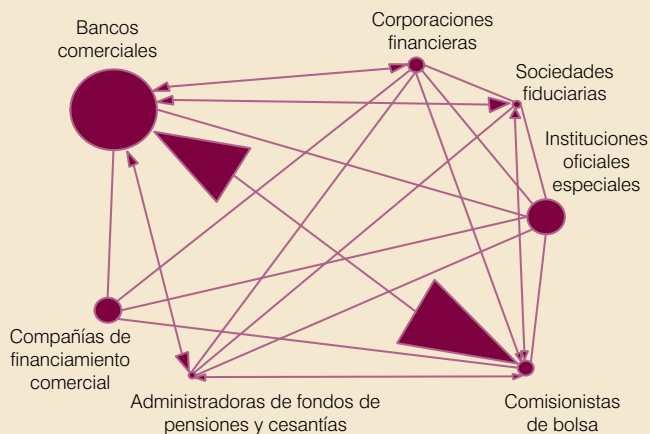 Bancos
comerciales
Corporaciones
financieras
Sociedades
fiduciarias
Instituciones
oficiales
especiales
Compañías de
financiamiento
comercial
Administradoras de fondos de
pensiones y cesantías
Comisionistas
de bolsa